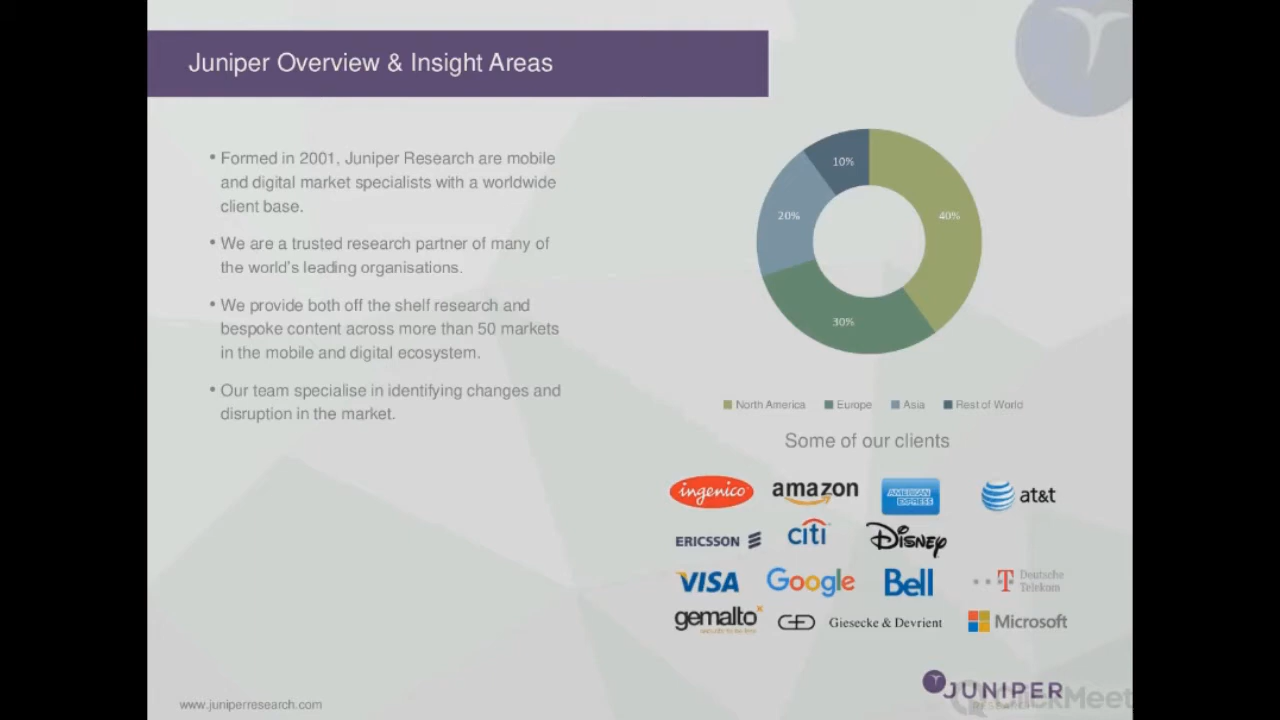 Juniper Overview & Insight Areas
• Formed in 2001, Juniper Research are mobile
and digital market specialists with a worldwide
client base.
• We are a trusted research partner of many of
the world's leading organisations.
• We provide both off the shelf research and
bespoke content across more than 50 markets
in the mobile and digital ecosystem.
• Our team specialise in identifying changes and
disruption in the market.
10%
40%
20%
30%
North America Europe Asia Rest of World
Some of our clients
ingenico amazon AMERICAN EXPRESS at&t
ERICSSON citi Disney
VISA Google Bell T Deutsche Telekom
gemalto Giesecke & Devrient Microsoft
www.juniperresearch.com
JUNIPER
RESEARCH
ClickMeet